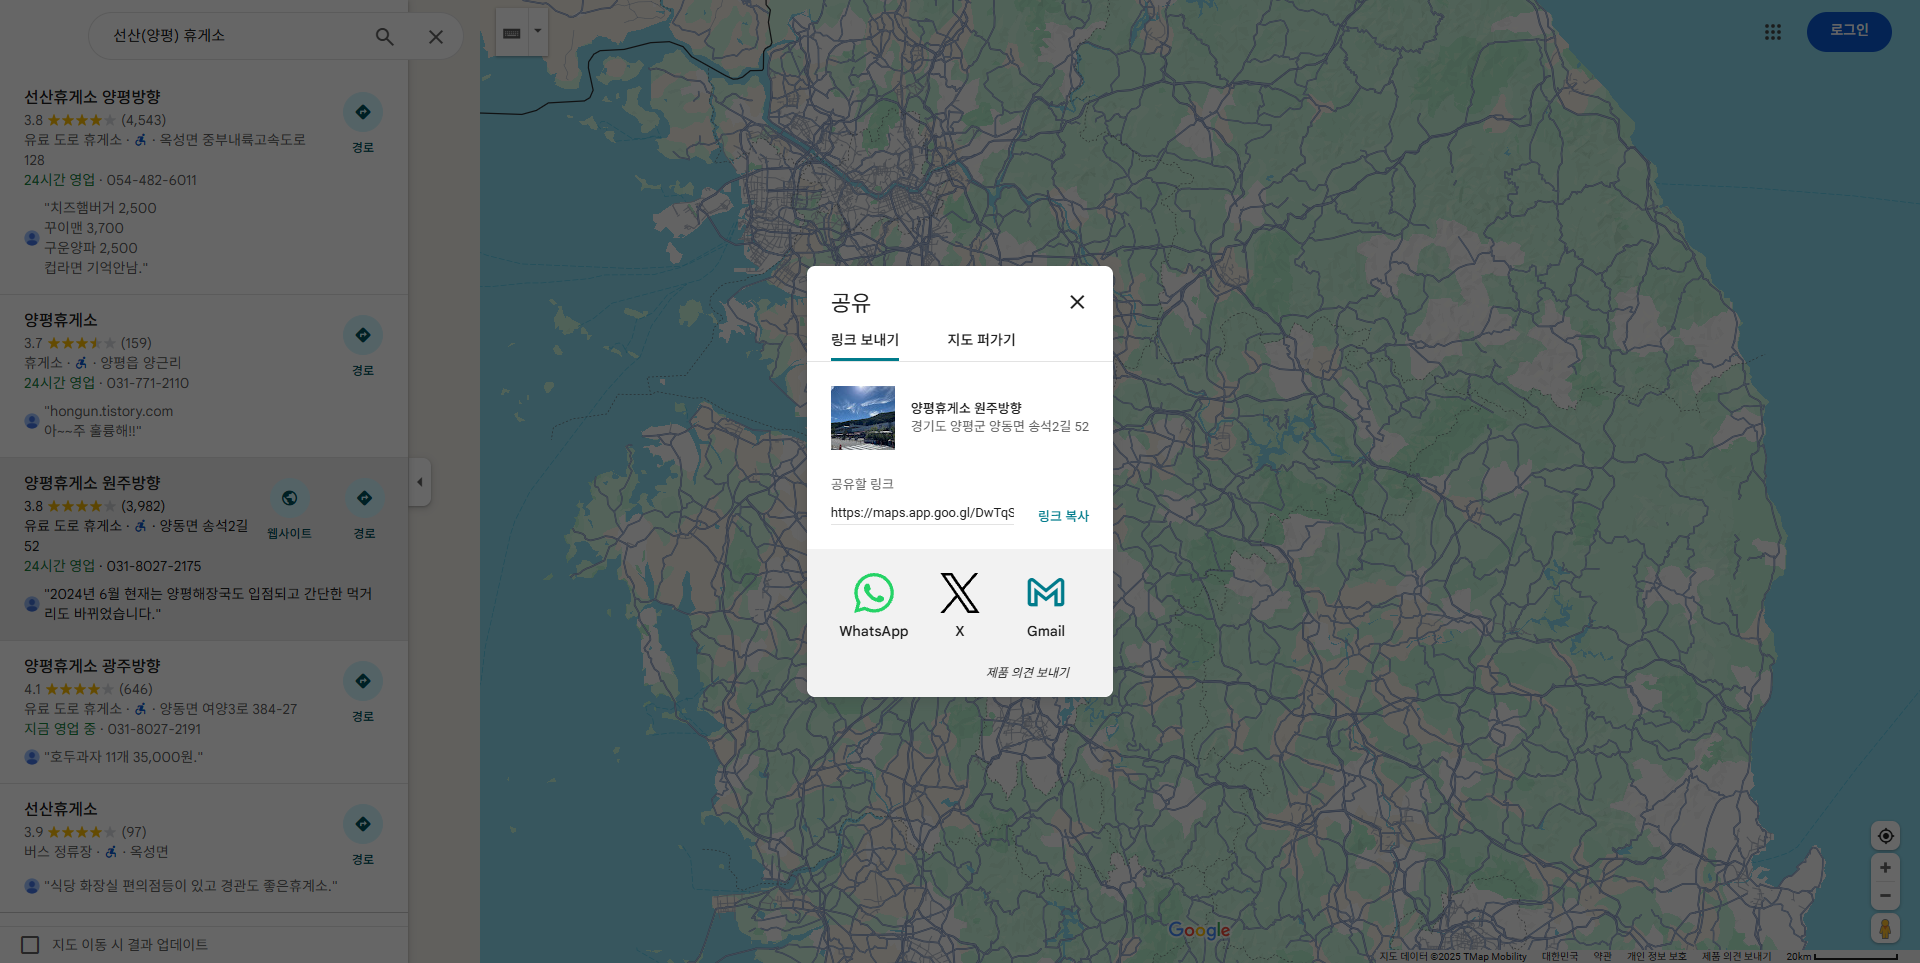 선산(양평) 휴게소
로그인
선산휴게소 양평방향
3.8 (4,543)
유료 도로 휴게소 · · 옥성면 중부내륙고속도로
128
24시간 영업 · 054-482-6011
"치즈햄버거 2,500
꾸이맨 3,700
구운양파 2,500
컵라면 기억안남."
경로
양평휴게소
3.7 (159)
휴게소 · · 양평읍 양근리
24시간 영업 · 031-771-2110
"hongun.tistory.com
아~~주 훌륭해!!"
경로
양평휴게소 원주방향
3.8 (3,982)
유료 도로 휴게소 · · 양동면 송석2길
52
24시간 영업 · 031-8027-2175
"2024년 6월 현재는 양평해장국도 입점되고 간단한 먹거
리도 바뀌었습니다."
웹사이트
경로
양평휴게소 광주방향
4.1 (646)
유료 도로 휴게소 · · 양동면 여양3로 384-27
지금 영업 중 · 031-8027-2191
"호두과자 11개 35,000원."
경로
선산휴게소
3.9 (97)
버스 정류장 · · 옥성면
"식당 화장실 편의점등이 있고 경관도 좋은휴게소."
경로
지도 이동 시 결과 업데이트
공유
링크 보내기
지도 퍼가기
양평휴게소 원주방향
경기도 양평군 양동면 송석2길 52
공유할 링크
https://maps.app.goo.gl/DwTqS
링크 복사
WhatsApp
X
Gmail
제품 의견 보내기
Google
지도 데이터 ©2025 TMap Mobility 대한민국 약관 개인 정보 보호 제품 의견 보내기 20km